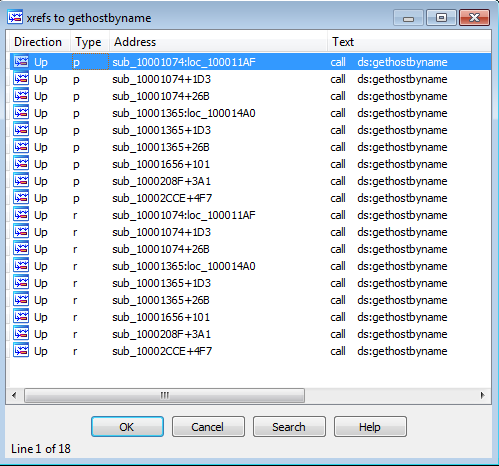 xrefs to gethostbyname
Direction Type Address Text
Up p sub_10001074:loc_100011AF call ds:gethostbyname
Up p sub_10001074+1D3 call ds:gethostbyname
Up p sub_10001074+26B call ds:gethostbyname
Up p sub_10001365:loc_100014A0 call ds:gethostbyname
Up p sub_10001365+1D3 call ds:gethostbyname
Up p sub_10001365+26B call ds:gethostbyname
Up p sub_10001656+101 call ds:gethostbyname
Up p sub_1000208F+3A1 call ds:gethostbyname
Up p sub_10002CCE+4F7 call ds:gethostbyname
Up r sub_10001074:loc_100011AF call ds:gethostbyname
Up r sub_10001074+1D3 call ds:gethostbyname
Up r sub_10001074+26B call ds:gethostbyname
Up r sub_10001365:loc_100014A0 call ds:gethostbyname
Up r sub_10001365+1D3 call ds:gethostbyname
Up r sub_10001365+26B call ds:gethostbyname
Up r sub_10001656+101 call ds:gethostbyname
Up r sub_1000208F+3A1 call ds:gethostbyname
Up r sub_10002CCE+4F7 call ds:gethostbyname
OK Cancel Search Help
Line 1 of 18